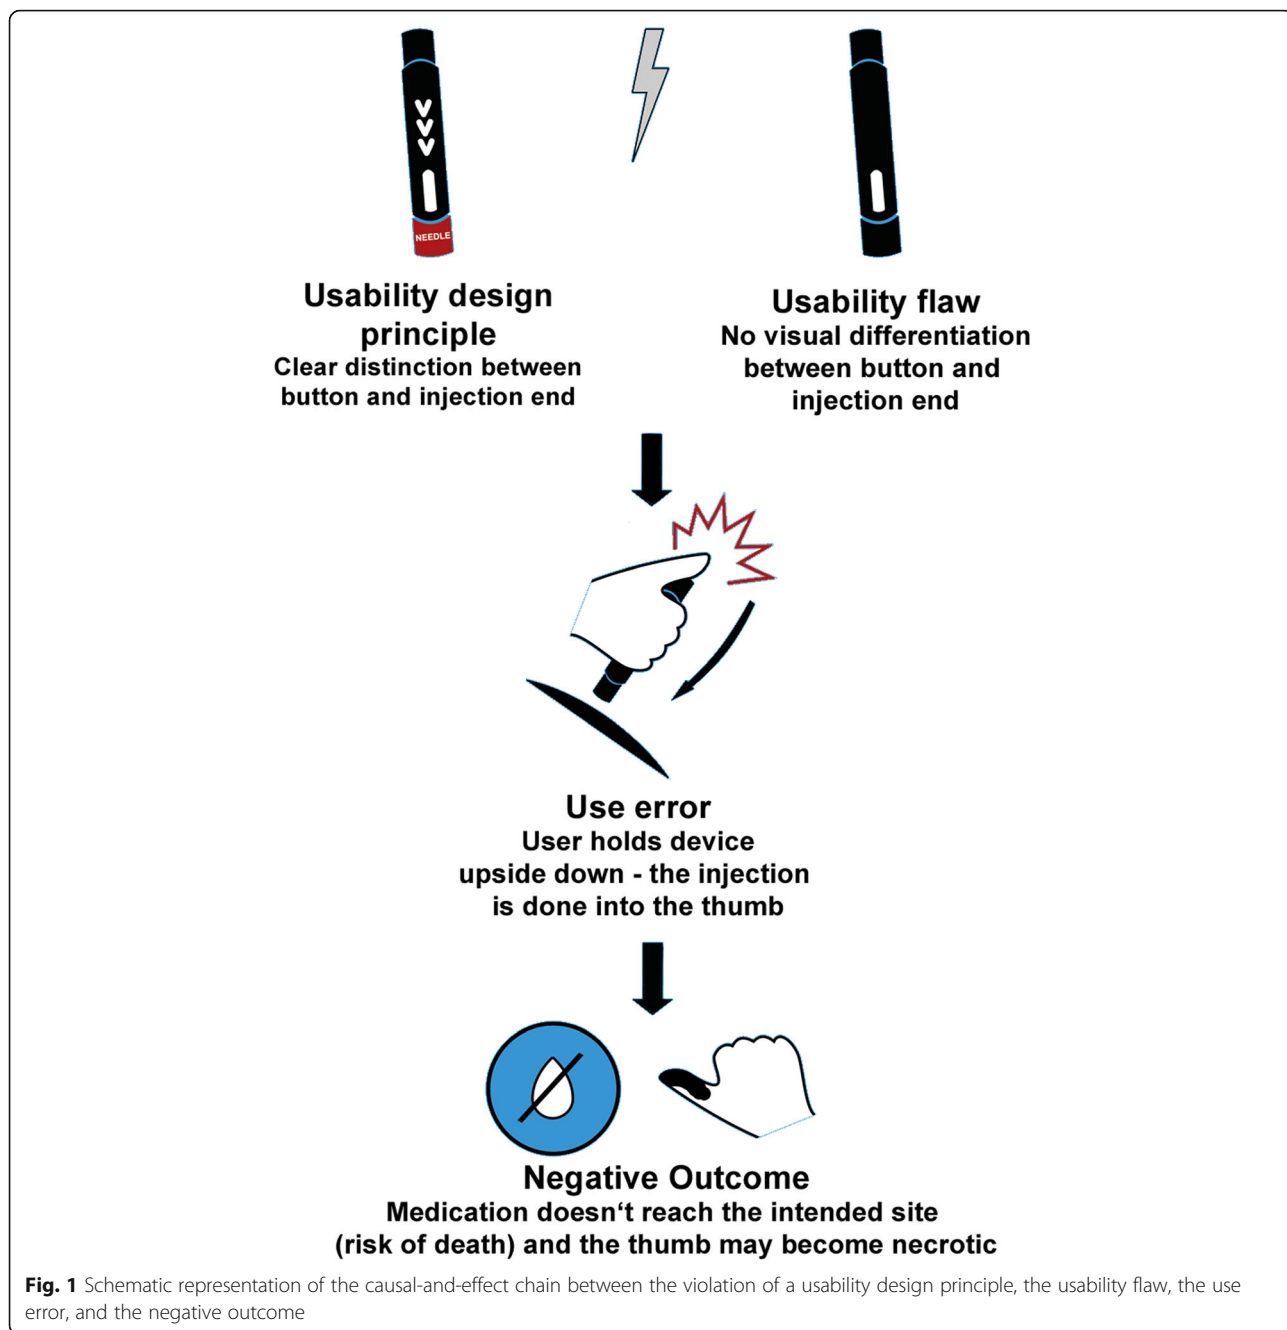 NEEDLE
Usability design
principle
Clear distinction between
button and injection end
Usability flaw
No visual differentiation
between button and
injection end
Use error
User holds device
upside down - the injection
is done into the thumb
Negative Outcome
Medication doesn‘t reach the intended site
(risk of death) and the thumb may become necrotic
Fig. 1 Schematic representation of the causal-and-effect chain between the violation of a usability design principle, the usability flaw, the use
error, and the negative outcome